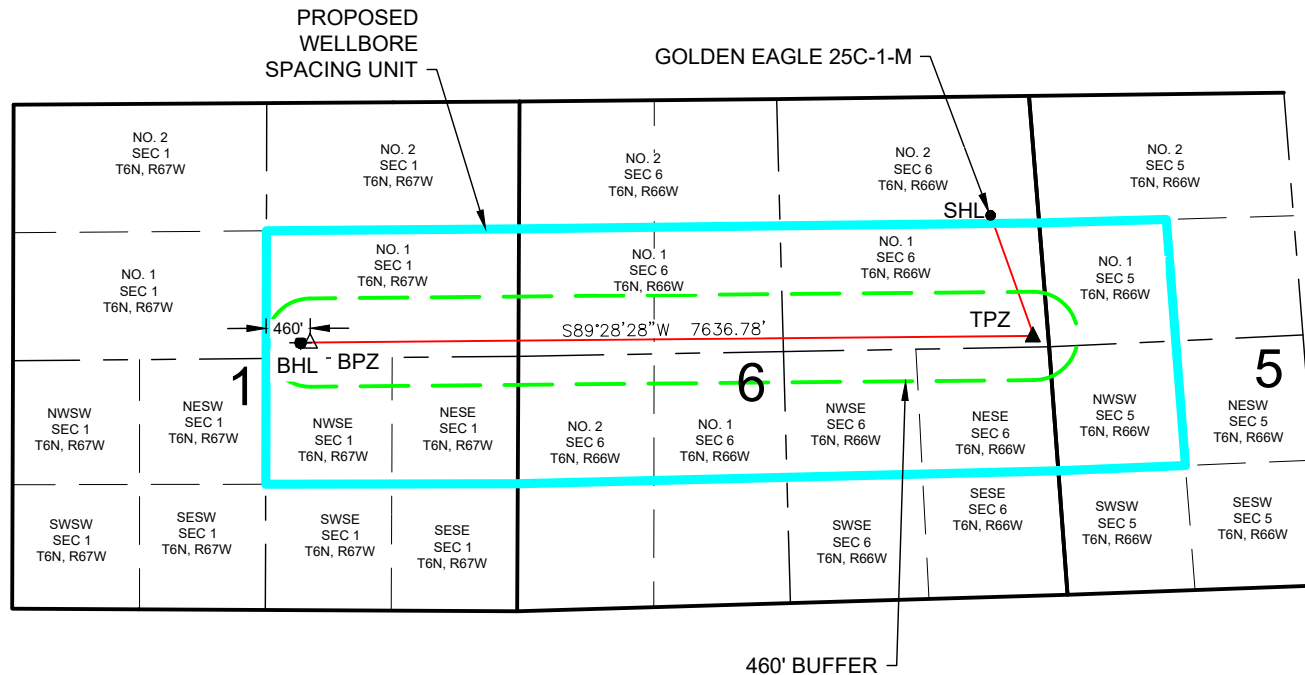 PROPOSED
WELLBORE
SPACING UNIT
GOLDEN EAGLE 25C-1-M
NO. 2
SEC 1
T6N, R67W
NO. 2
SEC 1
T6N, R67W
NO. 2
SEC 6
T6N, R66W
NO. 2
SEC 6
T6N, R66W
NO. 2
SEC 5
T6N, R66W
SHL
NO. 1
SEC 1
T6N, R67W
NO. 1
SEC 1
T6N, R67W
NO. 1
SEC 6
T6N, R66W
NO. 1
SEC 6
T6N, R66W
NO. 1
SEC 5
T6N, R66W
460'
S89°28'28"W 7636.78'
TPZ
BHL
BPZ
1
6
5
NWSW
SEC 1
T6N, R67W
NESW
SEC 1
T6N, R67W
NWSE
SEC 1
T6N, R67W
NESE
SEC 1
T6N, R67W
NO. 2
SEC 6
T6N, R66W
NO. 1
SEC 6
T6N, R66W
NWSE
SEC 6
T6N, R66W
NESE
SEC 6
T6N, R66W
NWSW
SEC 5
T6N, R66W
NESW
SEC 5
T6N, R66W
SWSW
SEC 1
T6N, R67W
SESW
SEC 1
T6N, R67W
SWSE
SEC 1
T6N, R67W
SESE
SEC 1
T6N, R67W
SWSE
SEC 6
T6N, R66W
SESE
SEC 6
T6N, R66W
SWSW
SEC 5
T6N, R66W
SESW
SEC 5
T6N, R66W
460' BUFFER